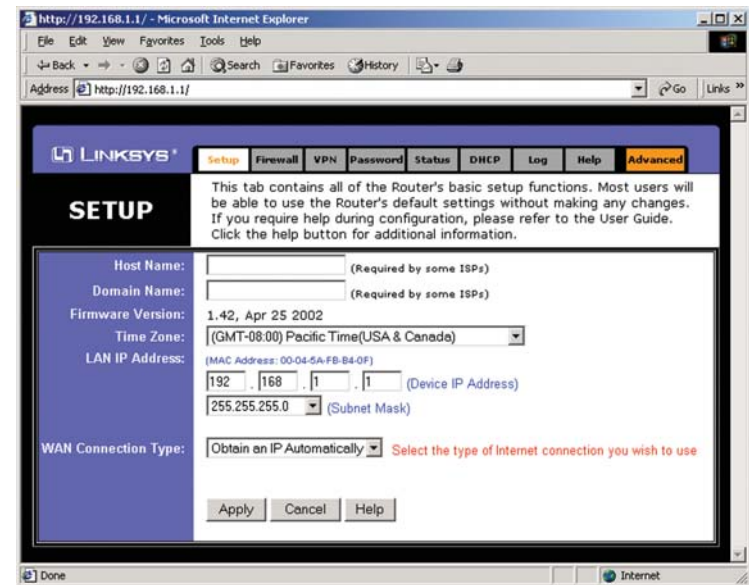 http://192.168.1.1/ - Microsoft Internet Explorer
File Edit View Favorites Tools Help
Back Search Favorites History
Address http://192.168.1.1/ Go Links »
LINKSYS®
Setup Firewall VPN Password Status DHCP Log Help Advanced
SETUP
This tab contains all of the Router's basic setup functions. Most users will
be able to use the Router's default settings without making any changes.
If you require help during configuration, please refer to the User Guide.
Click the help button for additional information.
Host Name: (Required by some ISPs)
Domain Name: (Required by some ISPs)
Firmware Version: 1.42, Apr 25 2002
Time Zone: (GMT-08:00) Pacific Time(USA & Canada)
LAN IP Address: (MAC Address: 00-04-5A-FB-B4-0F)
192 . 168 . 1 . 1 (Device IP Address)
255.255.255.0 (Subnet Mask)
WAN Connection Type: Obtain an IP Automatically Select the type of Internet connection you wish to use
Apply Cancel Help
Done Internet